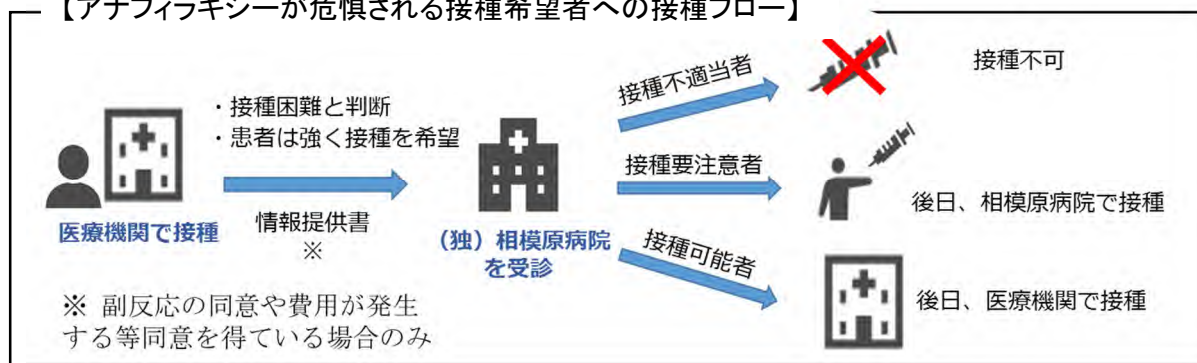 【アナフィラキシーが危惧される接種希望者への接種フロー】
・接種困難と判断
・患者は強く接種を希望
医療機関で接種
情報提供書
※
(独)相模原病院
を受診
接種不適当者
接種不可
接種要注意者
後日、相模原病院で接種
接種可能者
後日、医療機関で接種
※ 副反応の同意や費用が発生
する等同意を得ている場合のみ